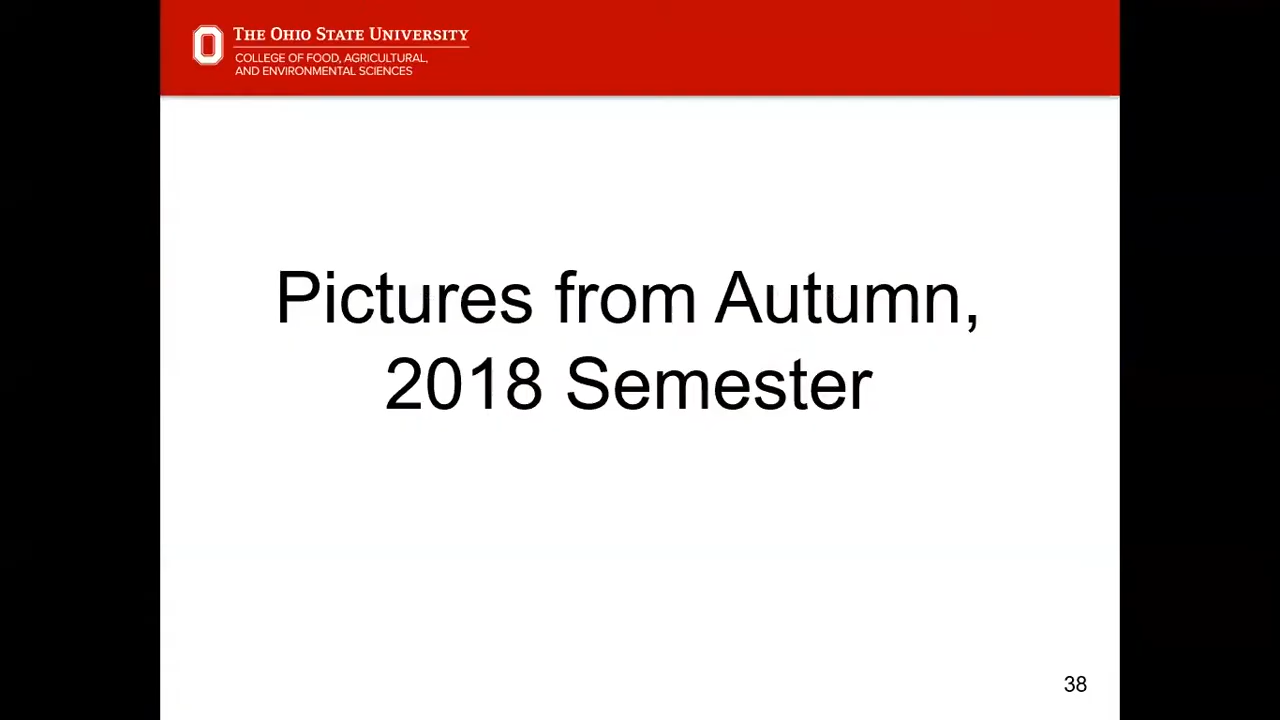 THE OHIO STATE UNIVERSITY
COLLEGE OF FOOD, AGRICULTURAL,
AND ENVIRONMENTAL SCIENCES
Pictures from Autumn,
2018 Semester
38